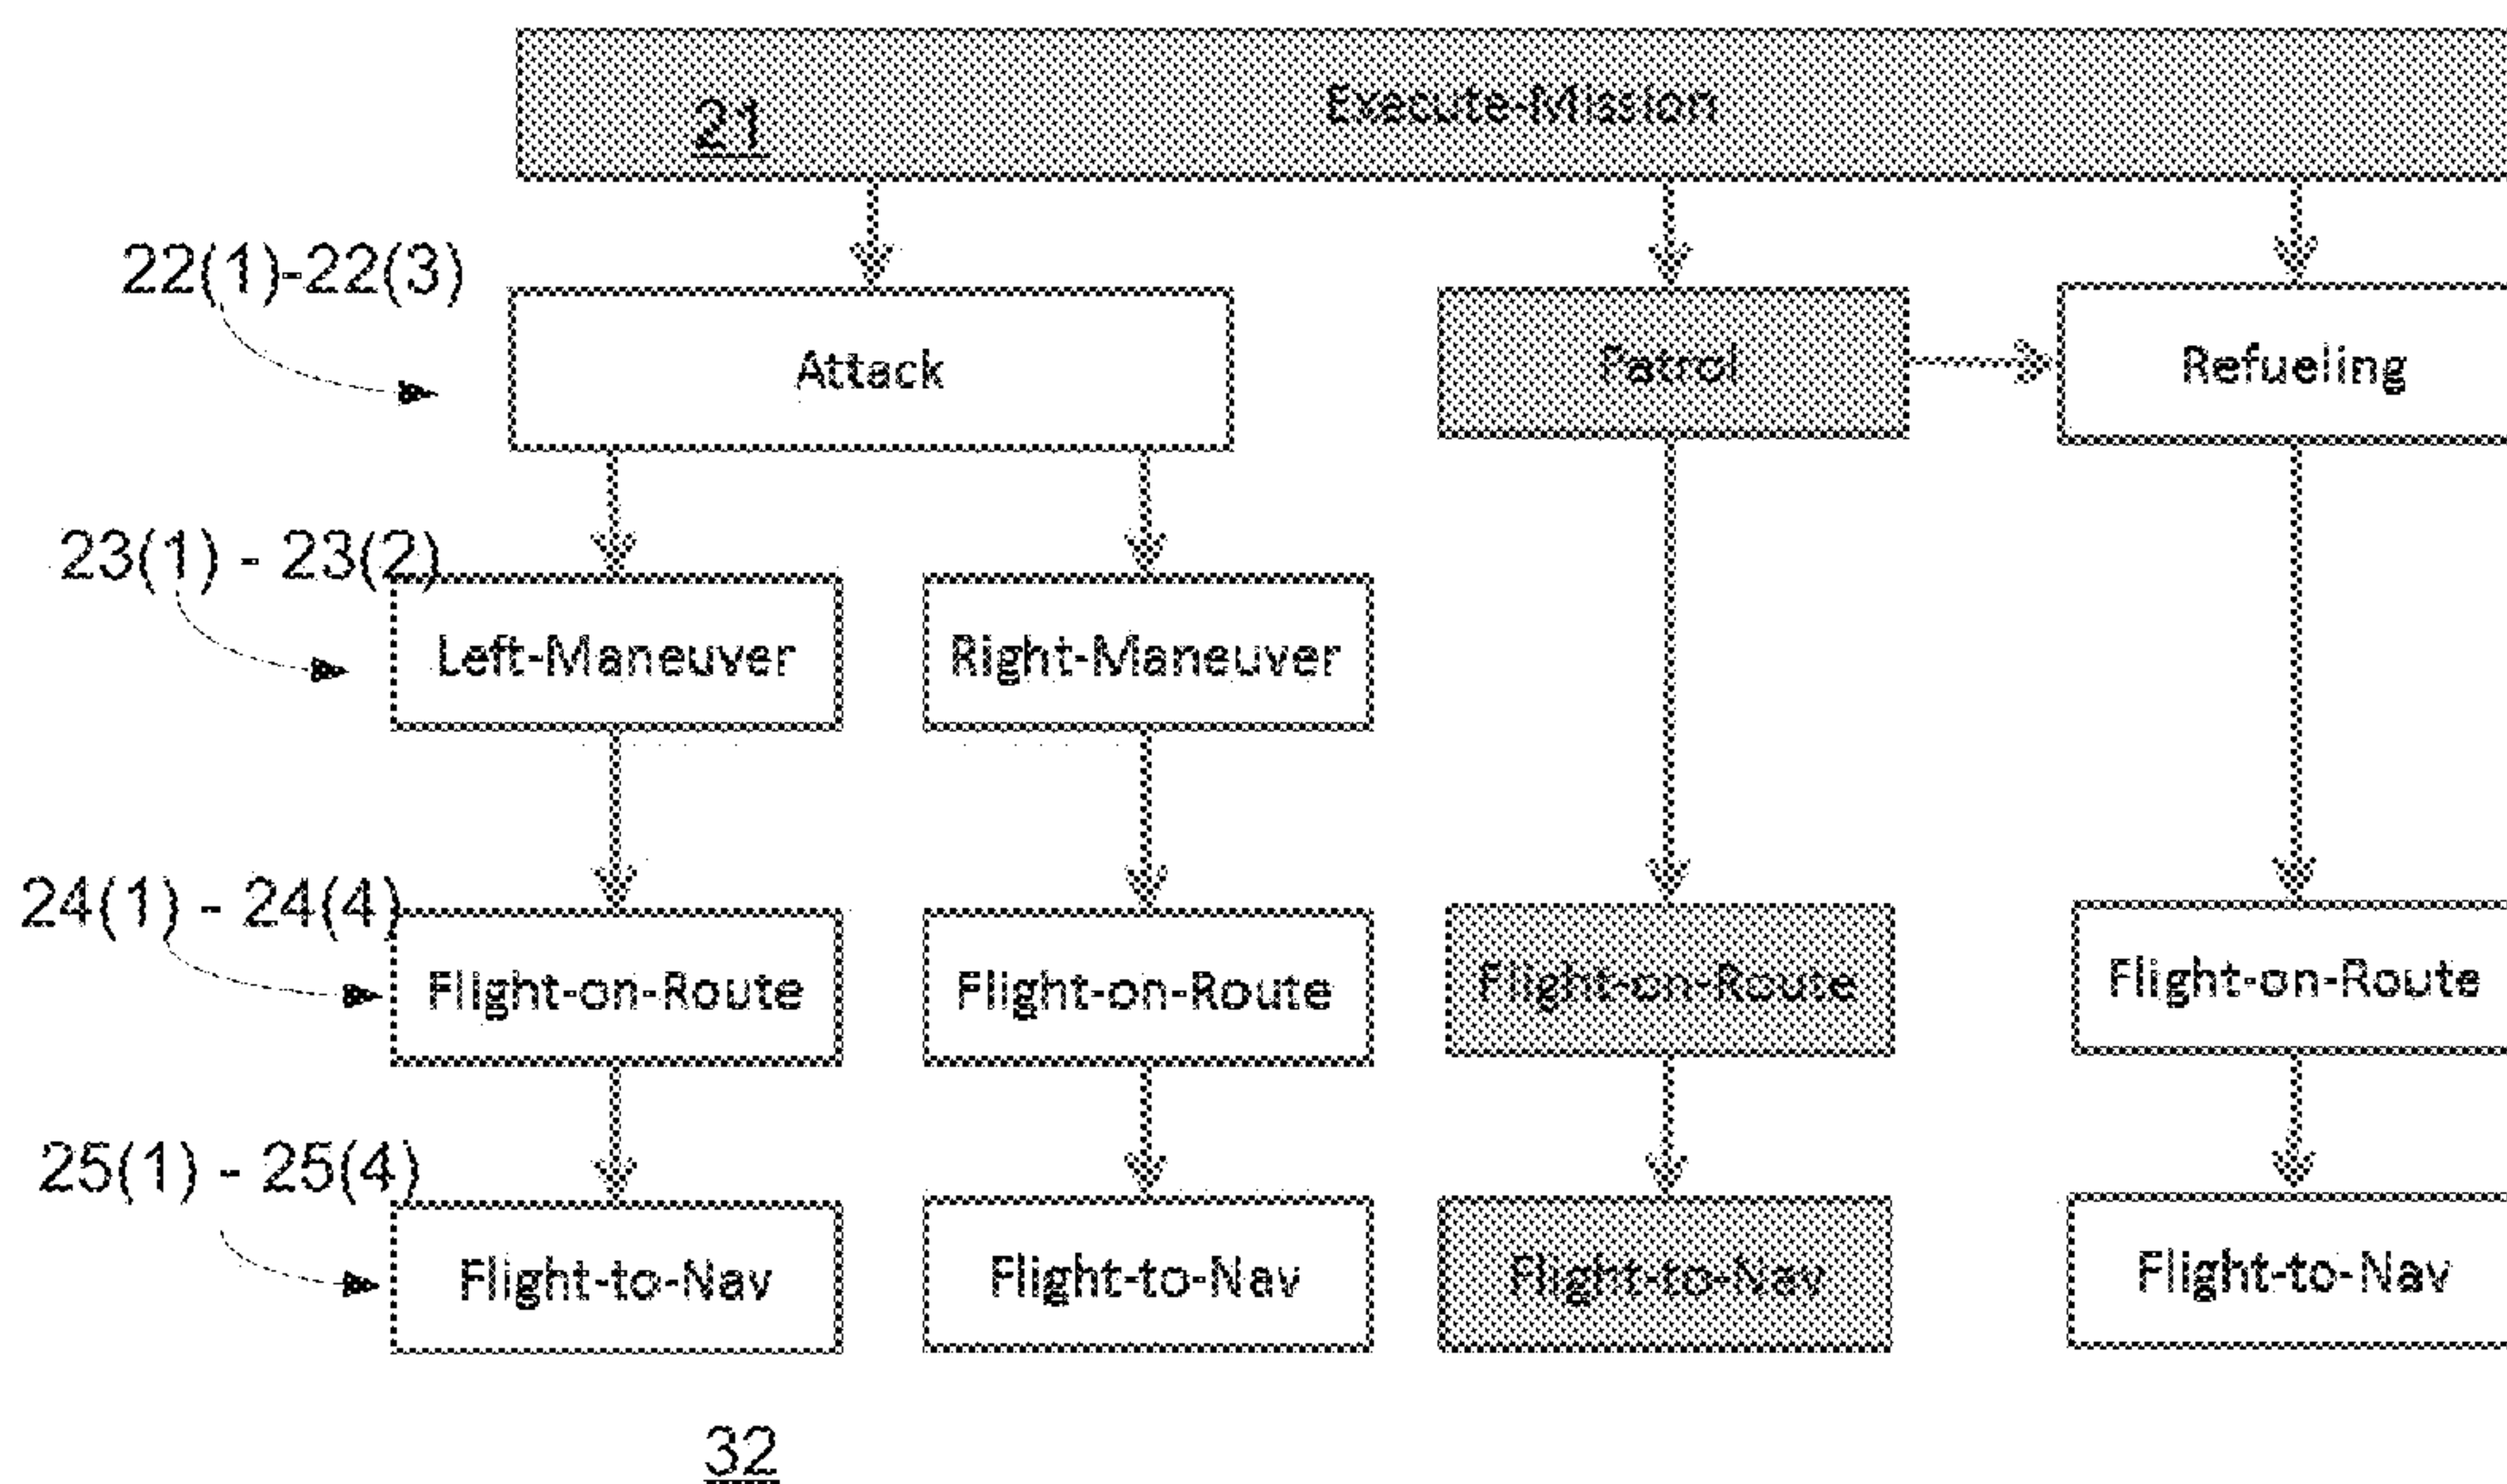 21
Execute-Mission
22(1)-22(3)
Attack
Patrol
Refueling
23(1) - 23(2)
Left-Maneuver
Right-Maneuver
24(1) - 24(4)
Flight-on-Route
Flight-on-Route
Flight-on-Route
Flight-on-Route
25(1) - 25(4)
Flight-to-Nav
Flight-to-Nav
Flight-to-Nav
Flight-to-Nav
32